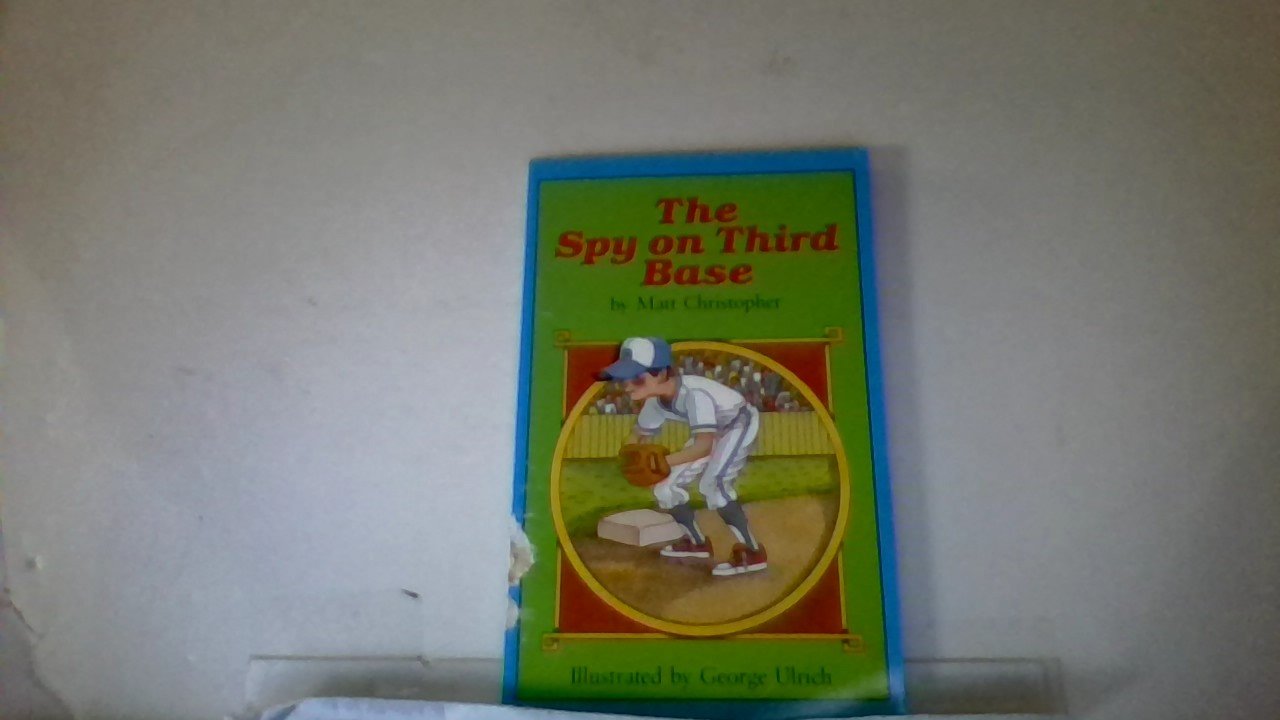 The
Spy on Third
Base
by Matt Christopher
Illustrated by George Ulrich